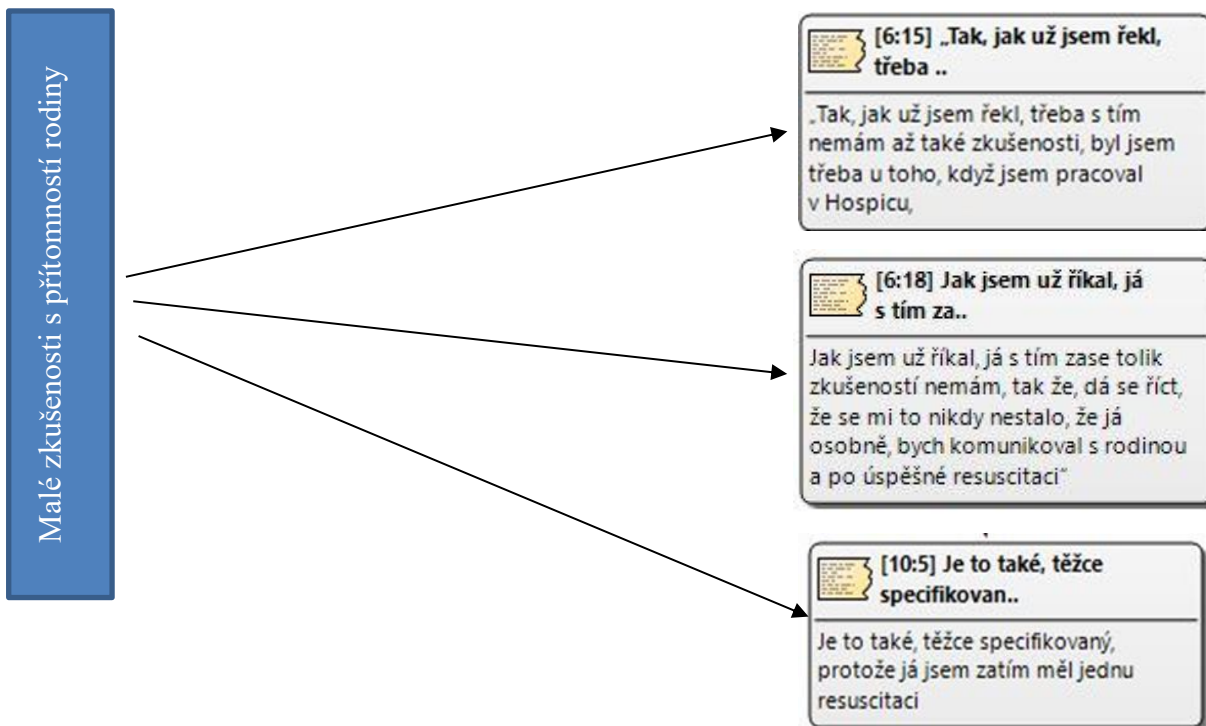 Malé zkušenosti s přítomností rodiny
[6:15] „Tak, jak už jsem řekl,
třeba ..
„Tak, jak už jsem řekl, třeba s tím
nemám až také zkušenosti, byl jsem
třeba u toho, když jsem pracoval
v Hospicu,
[6:18] Jak jsem už říkal, já
s tím za..
Jak jsem už říkal, já s tím zase tolik
zkušeností nemám, tak že, dá se říct,
že se mi to nikdy nestalo, že já
osobně, bych komunikoval s rodinou
a po úspěšné resuscitaci“
[10:5] Je to také, těžce
specifikovan..
Je to také, těžce specifikovaný,
protože já jsem zatím měl jednu
resuscitaci